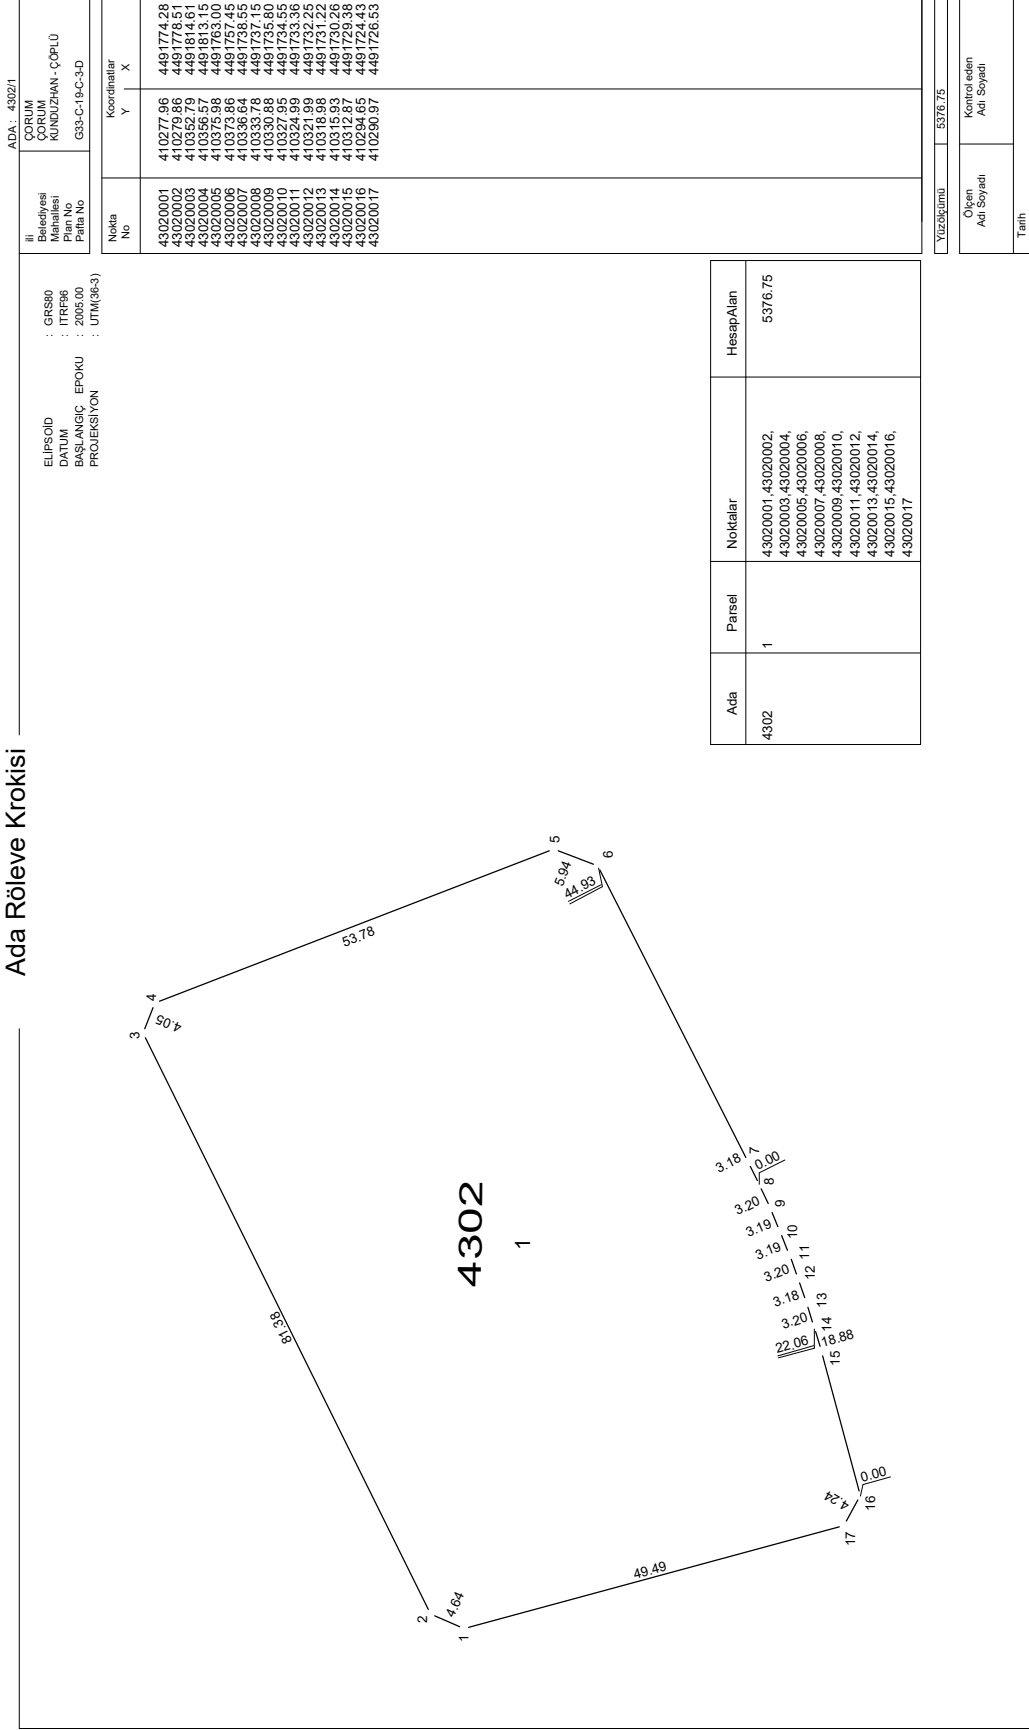 Ada Röleve Krokisi
ADA : 4302/1
İli ÇORUM
Belediyesi ÇORUM
Mahallesi KUNDUZHAN - ÇÖPLÜ
Plan No
Pafta No G33-C-19-C-3-D
ELİPSOİD : GRS80
DATUM : ITRF96
BAŞLANGIÇ EPOKU : 2005.00
PROJEKSİYON : UTM(36-3)
Nokta No Koordinatlar
Y X
43020001 410277.96 4491774.28
43020002 410279.86 4491778.51
43020003 410352.79 4491814.61
43020004 410356.57 4491813.15
43020005 410375.98 4491763.00
43020006 410373.86 4491757.45
43020007 410336.64 4491738.55
43020008 410333.78 4491737.15
43020009 410330.88 4491735.80
43020010 410327.95 4491734.55
43020011 410324.99 4491733.36
43020012 410321.99 4491732.25
43020013 410318.98 4491731.22
43020014 410315.93 4491730.26
43020015 410312.87 4491729.38
43020016 410294.65 4491724.43
43020017 410290.97 4491726.53
3
4
4.05
53.78
5
5.94
44.93
6
81.38
4302
1
2
4.64
1
49.49
17
4.24
16
0.00
15
18.88
22.06
14
3.20
13
3.18
12
3.20
11
3.19
10
3.19
9
3.20
8
0.00
3.18
7
Ada Parsel Noktalar HesapAlan
4302 1 43020001,43020002, 5376.75
43020003,43020004,
43020005,43020006,
43020007,43020008,
43020009,43020010,
43020011,43020012,
43020013,43020014,
43020015,43020016,
43020017
Yüzölçümü 5376.75
Ölçen Kontrol eden
Adı Soyadı Adı Soyadı
Tarih